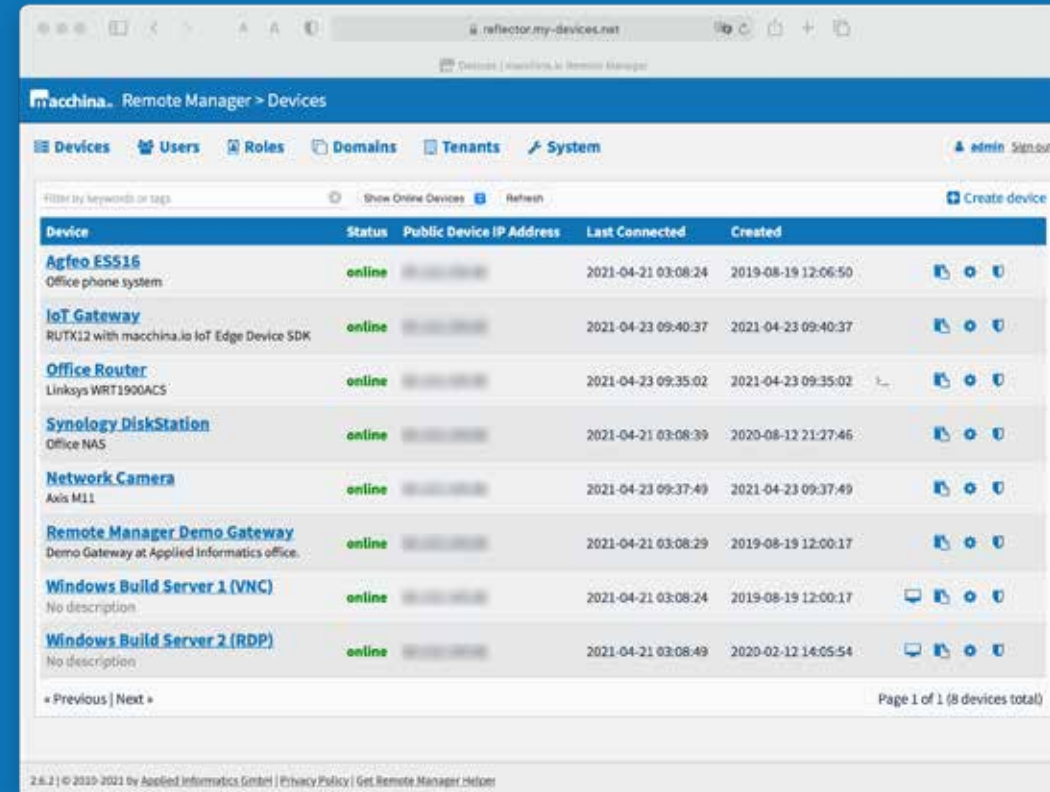 reflector.my-devices.net
Devices | macchina.io Remote Manager
macchina.io Remote Manager > Devices
Devices Users Roles Domains Tenants System admin Sign out
Filter by keywords or tags Show Online Devices Refresh Create device
Device Status Public Device IP Address Last Connected Created
Agfeo ES516 online 2021-04-21 03:08:24 2019-08-19 12:06:50
Office phone system
IoT Gateway online 2021-04-23 09:40:37 2021-04-23 09:40:37
RUTX12 with macchina.io IoT Edge Device SDK
Office Router online 2021-04-23 09:35:02 2021-04-23 09:35:02
Linksys WRT1900ACS
Synology DiskStation online 2021-04-21 03:08:39 2020-08-12 21:27:46
Office NAS
Network Camera online 2021-04-23 09:37:49 2021-04-23 09:37:49
Axis M11
Remote Manager Demo Gateway online 2021-04-21 03:08:29 2019-08-19 12:00:17
Demo Gateway at Applied Informatics office.
Windows Build Server 1 (VNC) online 2021-04-21 03:08:24 2019-08-19 12:00:17
No description
Windows Build Server 2 (RDP) online 2021-04-21 03:08:49 2020-02-12 14:05:54
No description
« Previous | Next » Page 1 of 1 (8 devices total)
2.6.2 | © 2010-2021 by Applied Informatics GmbH | Privacy Policy | Get Remote Manager Helper